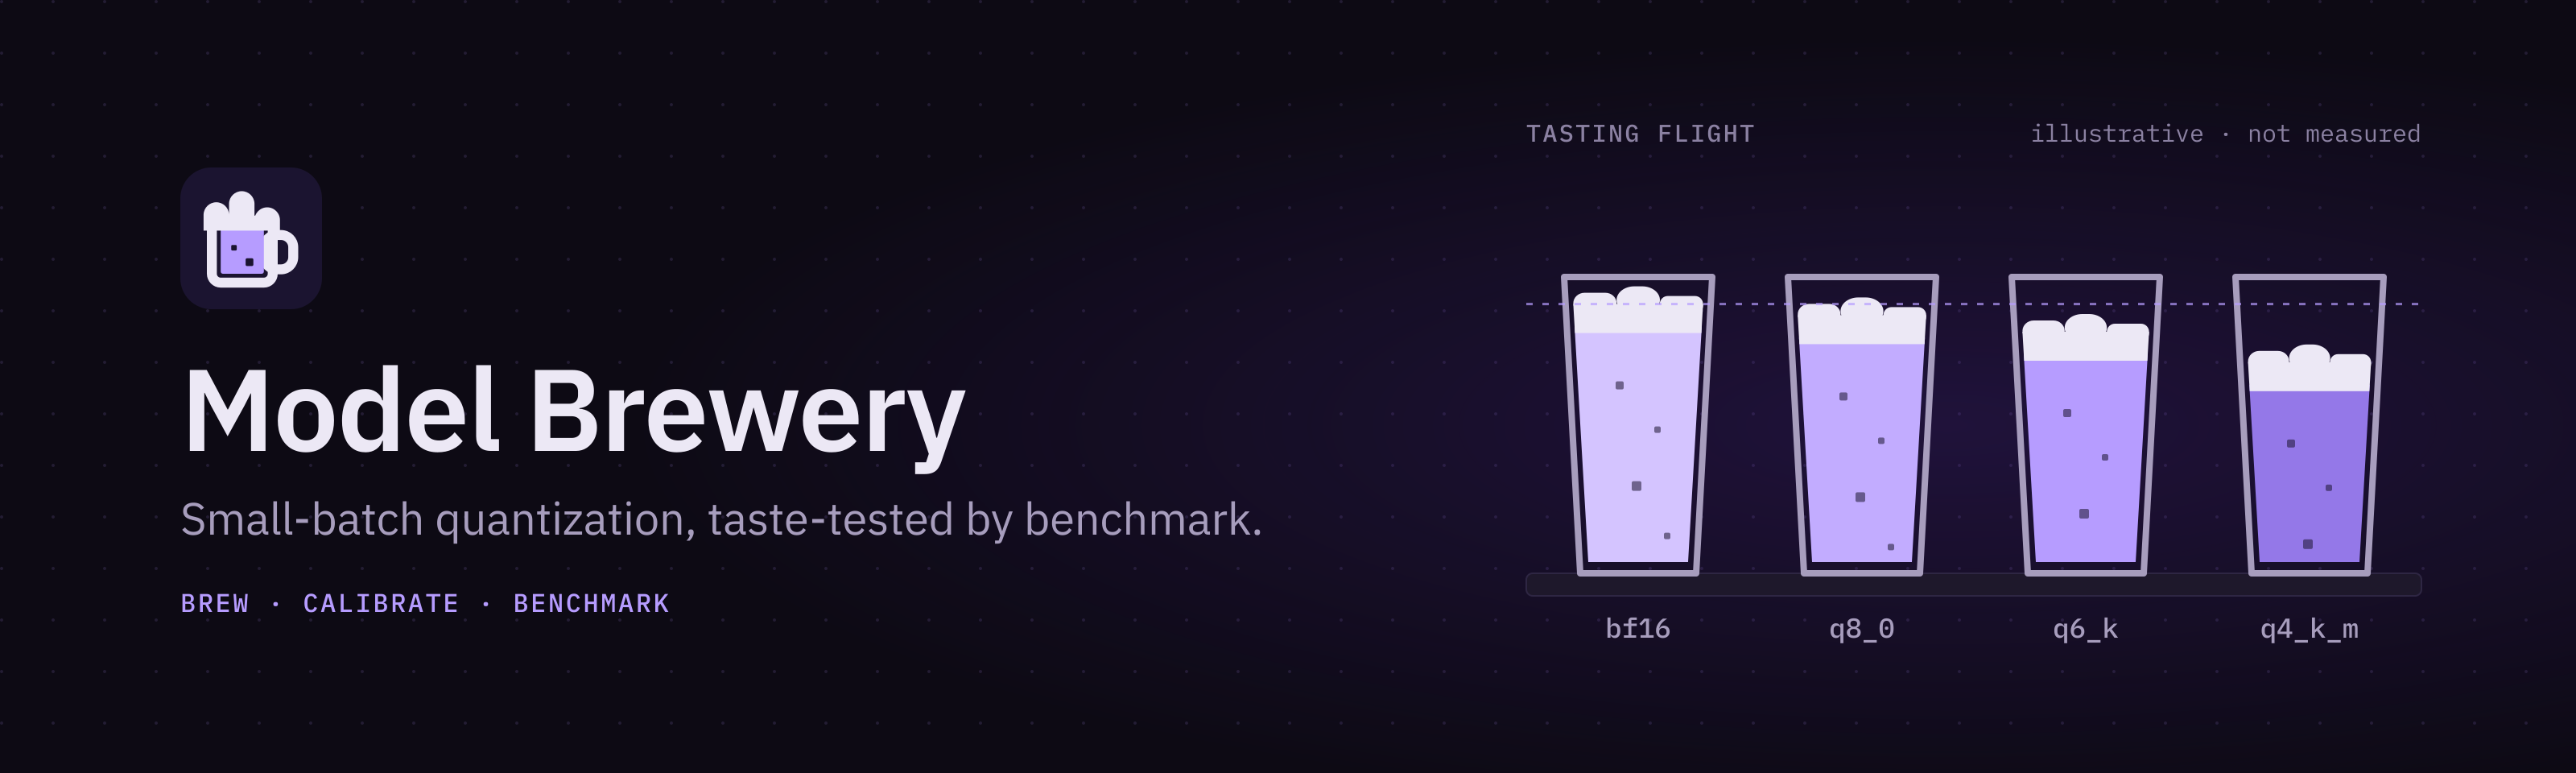 Model Brewery
Small-batch quantization, taste-tested by benchmark.
BREW · CALIBRATE · BENCHMARK
TASTING FLIGHT
illustrative · not measured
bf16
q8_0
q6_k
q4_k_m